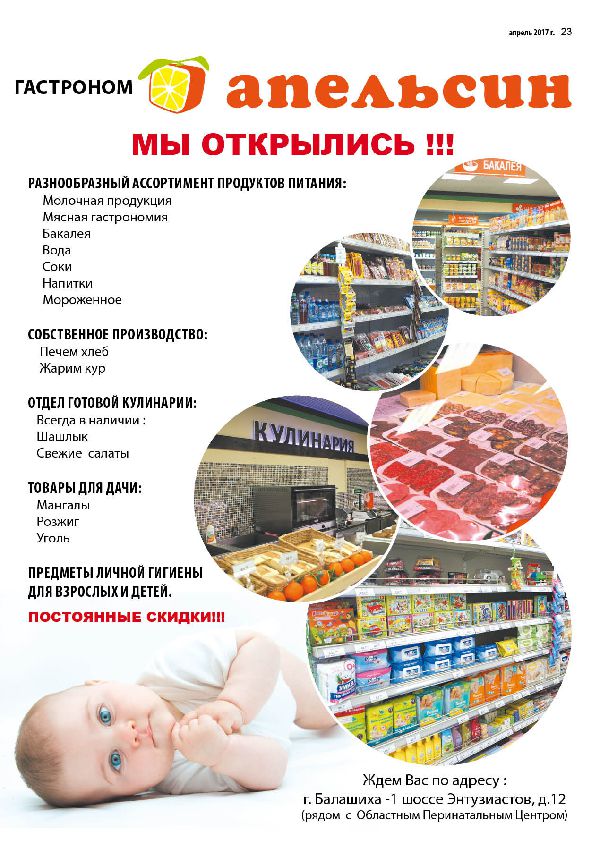 апрель 2017 г. 23
ГАСТРОНОМ апельсин
МЫ ОТКРЫЛИСЬ !!!
БАКАЛЕЯ
РАЗНООБРАЗНЫЙ АССОРТИМЕНТ ПРОДУКТОВ ПИТАНИЯ:
Молочная продукция
Мясная гастрономия
Бакалея
Вода
Соки
Напитки
Мороженное
СОБСТВЕННОЕ ПРОИЗВОДСТВО:
Печем хлеб
Жарим кур
ОТДЕЛ ГОТОВОЙ КУЛИНАРИИ:
Всегда в наличии :
Шашлык
Свежие салаты
КУЛИНАРИЯ
ТОВАРЫ ДЛЯ ДАЧИ:
Мангалы
Розжиг
Уголь
ПРЕДМЕТЫ ЛИЧНОЙ ГИГИЕНЫ
ДЛЯ ВЗРОСЛЫХ И ДЕТЕЙ.
ПОСТОЯННЫЕ СКИДКИ!!!
Ждем Вас по адресу :
г. Балашиха -1 шоссе Энтузиастов, д.12
(рядом с Областным Перинатальным Центром)